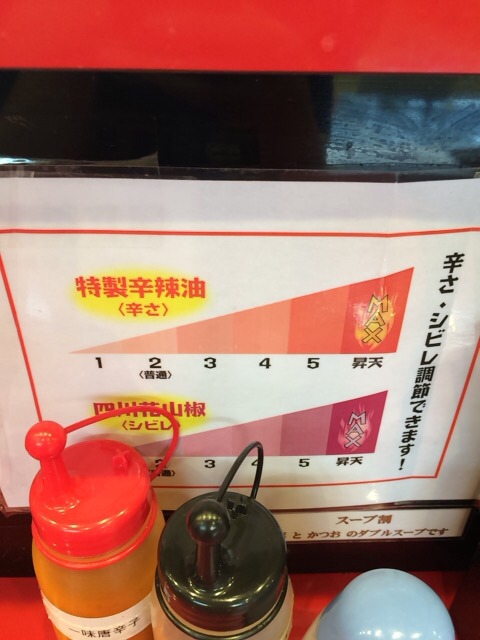 辛さ・シビレ調節できます!
特製辛辣油
〈辛さ〉
MAX
1 2 3 4 5 昇天
〈普通〉
四川花山椒
〈シビレ
MAX
2 3 4 5 昇天
通〉
スープ割
と かつお のダブルスープです
一味唐辛子